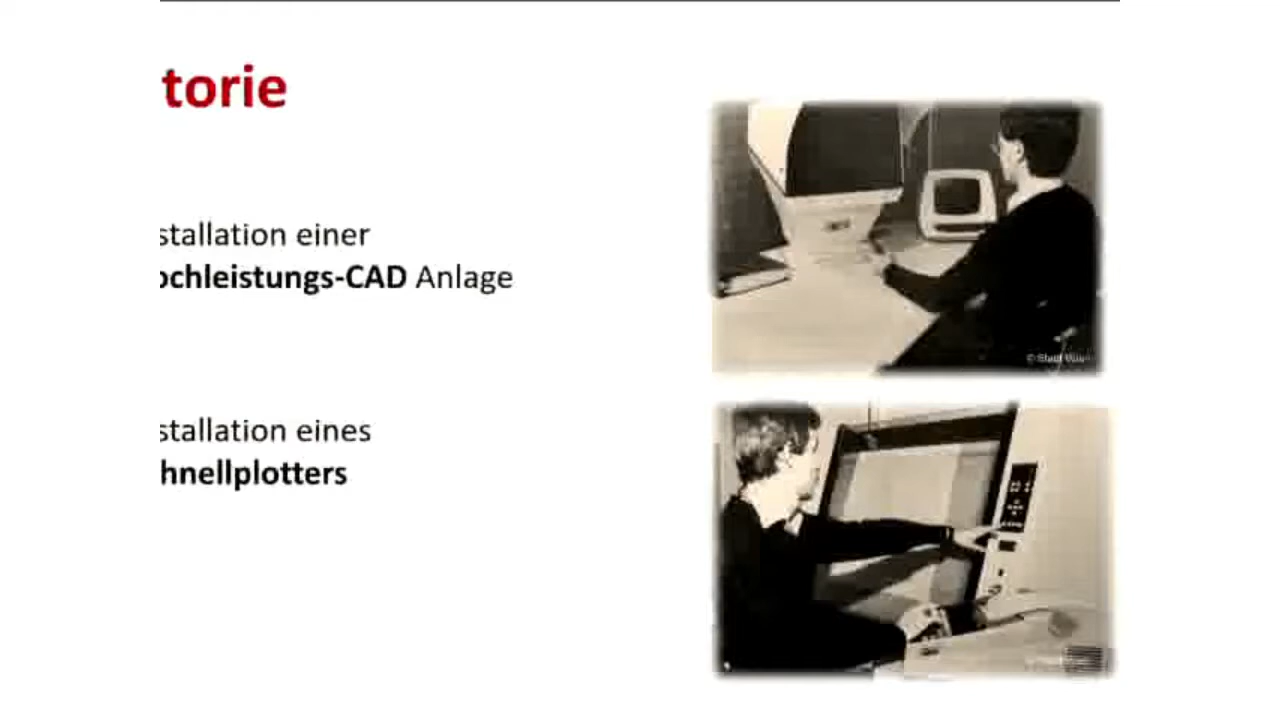 torie
stallation einer
ochleistungs-CAD Anlage
stallation eines
hnellplotters